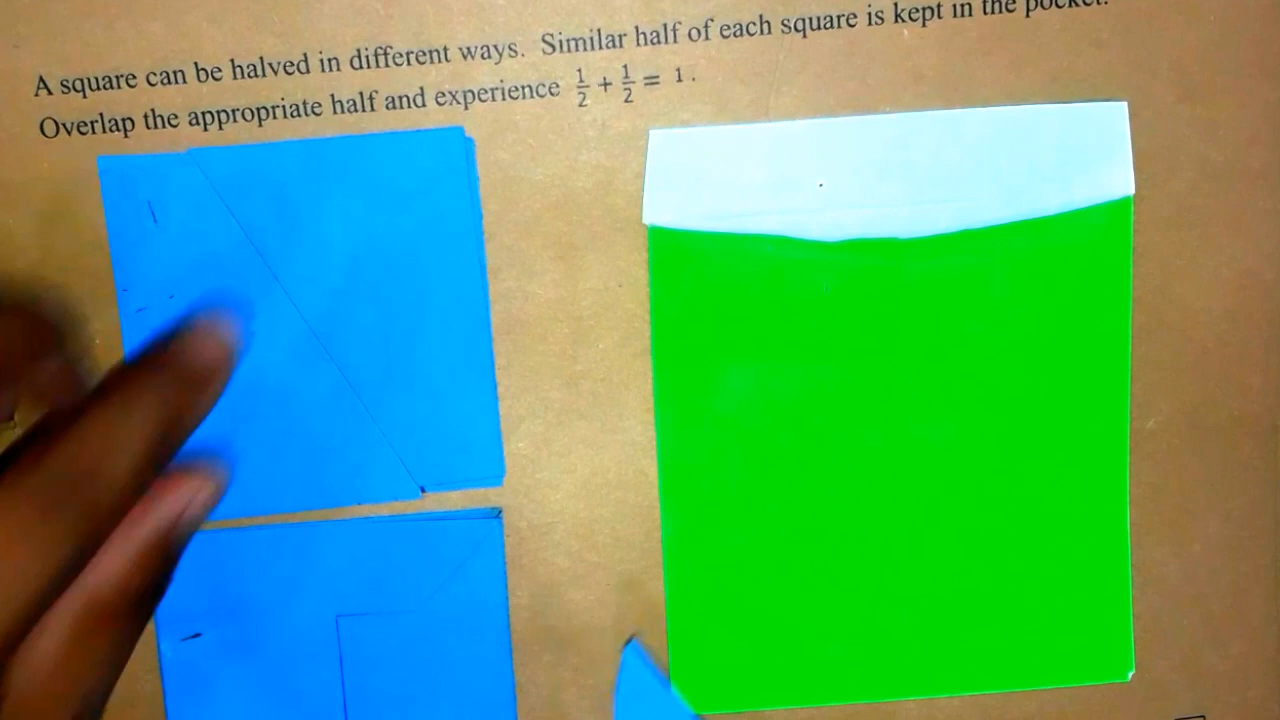 A square can be halved in different ways. Similar half of each square is kept in the pocket.
Overlap the appropriate half and experience 1/2 + 1/2 = 1.